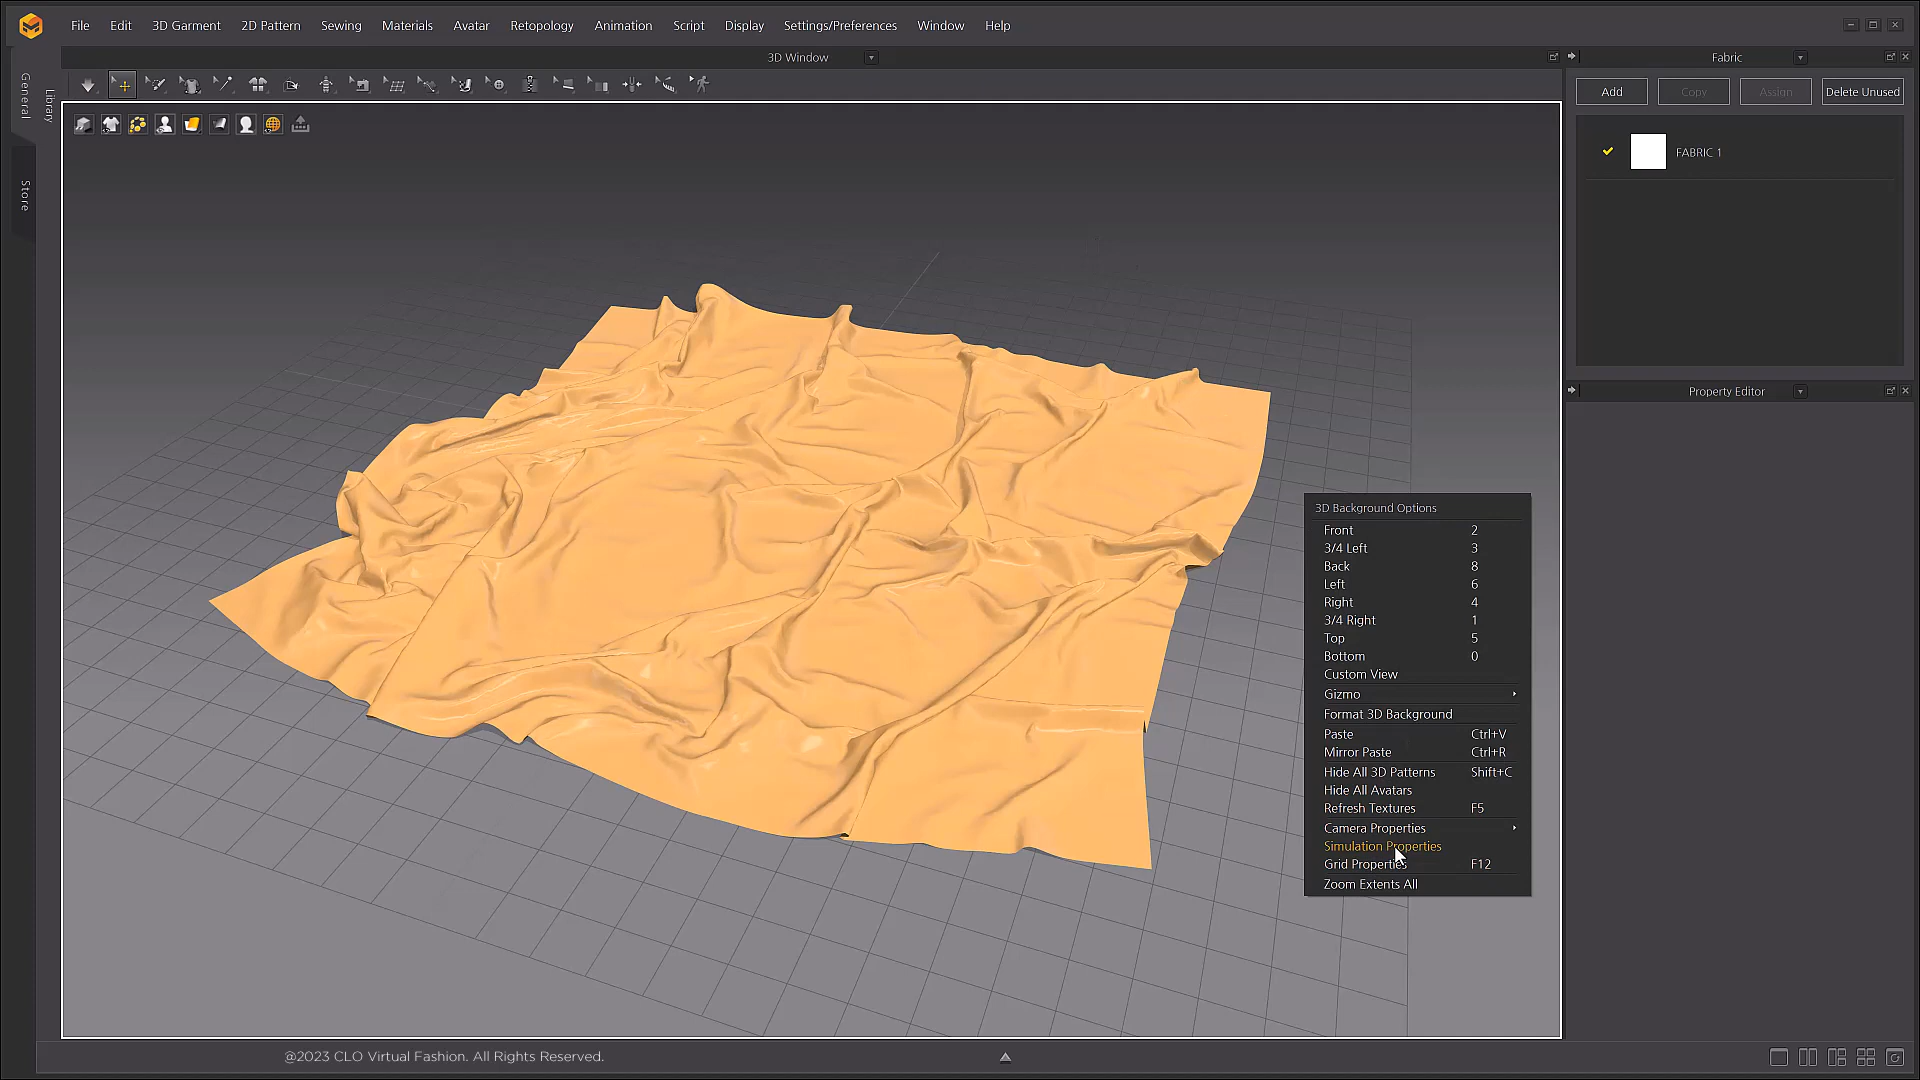 File Edit 3D Garment 2D Pattern Sewing Materials Avatar Retopology Animation Script Display Settings/Preferences Window Help
General
Library
Store
3D Window
Fabric
Add Copy Assign Delete Unused
FABRIC 1
Property Editor
3D Background Options
Front 2
3/4 Left 3
Back 8
Left 6
Right 4
3/4 Right 1
Top 5
Bottom 0
Custom View
Gizmo
Format 3D Background
Paste Ctrl+V
Mirror Paste Ctrl+R
Hide All 3D Patterns Shift+C
Hide All Avatars
Refresh Textures F5
Camera Properties
Simulation Properties
Grid Properties F12
Zoom Extents All
@2023 CLO Virtual Fashion. All Rights Reserved.